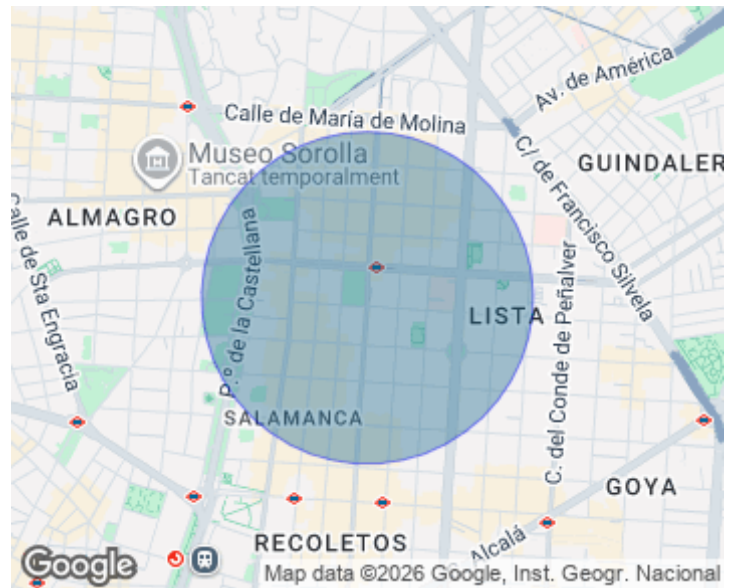 Av. de América
Calle de María de Molina
Museo Sorolla
Tancat temporalment
C/ de Francisco Silvela
GUINDALER
ALMAGRO
Calle de Sta Engracia
P.º de la Castellana
C. del Conde de Peñalver
LISTA
SALAMANCA
GOYA
Alcalá
RECOLETOS
Google
Map data ©2026 Google, Inst. Geogr. Nacional